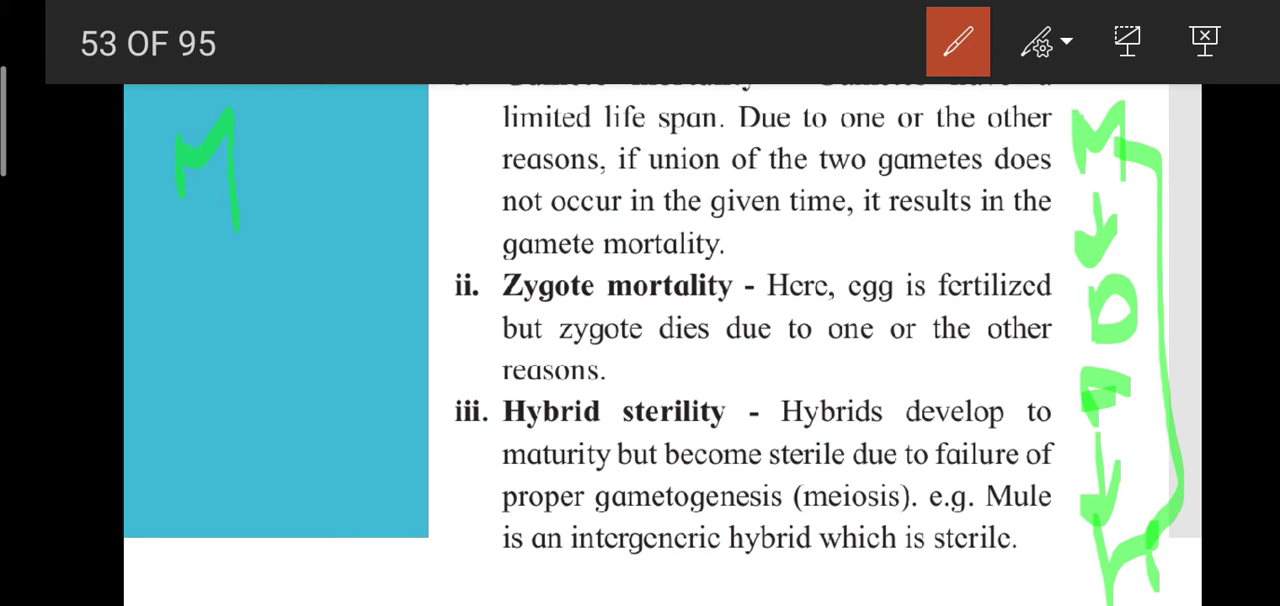 53 OF 95
limited life span. Due to one or the other
reasons, if union of the two gametes does
not occur in the given time, it results in the
gamete mortality.
ii. Zygote mortality - Here, egg is fertilized
but zygote dies due to one or the other
reasons.
iii. Hybrid sterility - Hybrids develop to
maturity but become sterile due to failure of
proper gametogenesis (meiosis). e.g. Mule
is an intergeneric hybrid which is sterile.
M
M